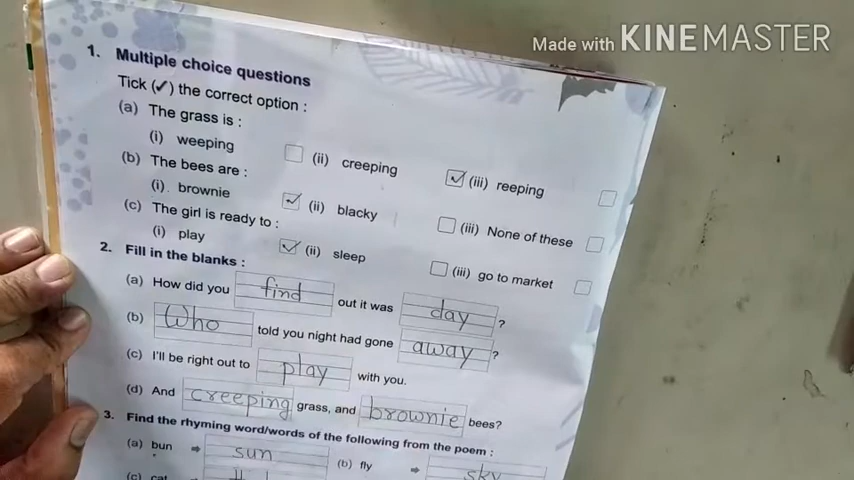 Made with KINEMASTER
1. Multiple choice questions
Tick (✓) the correct option :
(a) The grass is :
(i) weeping ☐ (ii) creeping ☑ (iii) reeping ☐
(b) The bees are :
(i). brownie ☑ (ii) blacky ☐ (iii) None of these ☐
(c) The girl is ready to :
(i) play ☑ (ii) sleep ☐ (iii) go to market ☐
2. Fill in the blanks :
(a) How did you find out it was day ?
(b) Who told you night had gone away ?
(c) I'll be right out to play with you.
(d) And creeping grass, and brownie bees?
3. Find the rhyming word/words of the following from the poem :
(a) bun ➔ sun (b) fly ➔ sky
(c) cat